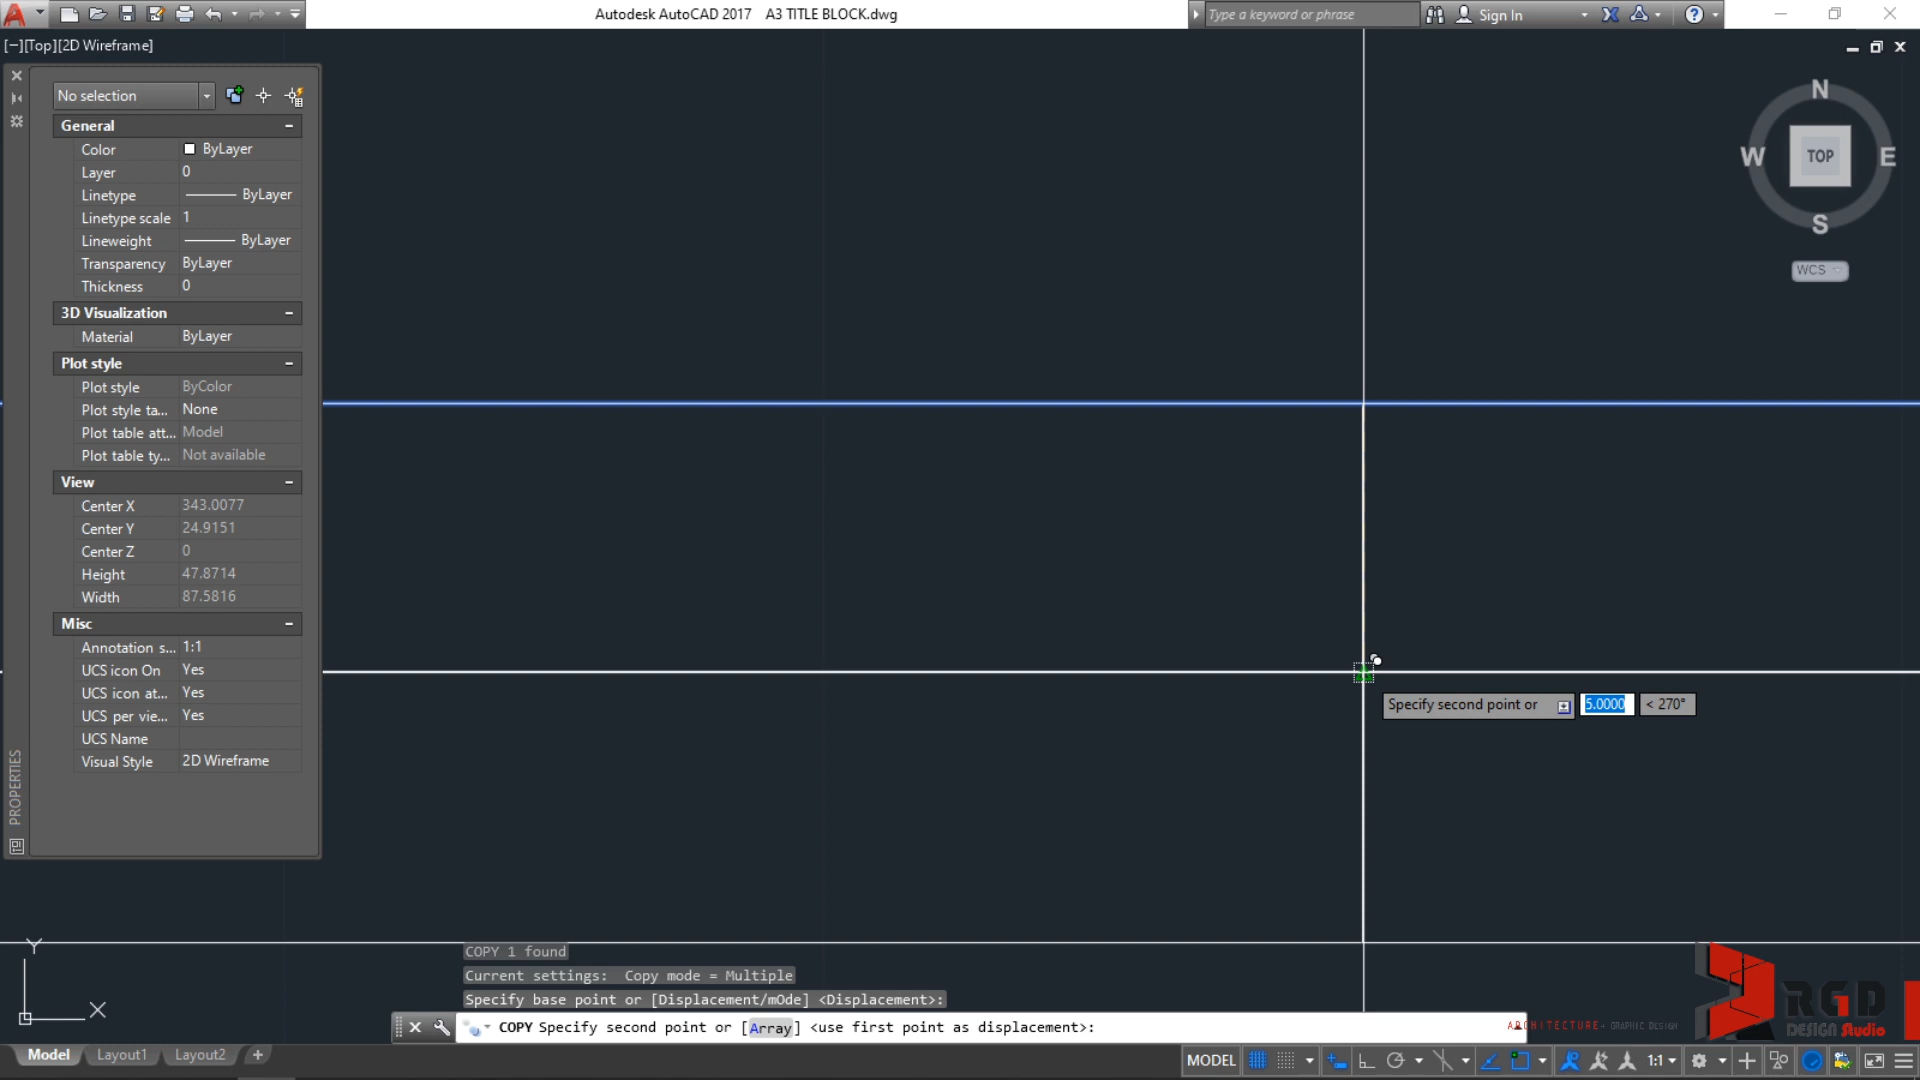 Autodesk AutoCAD 2017 A3 TITLE BLOCK.dwg
Type a keyword or phrase
Sign In
[−][Top][2D Wireframe]
N
W TOP E
S
WCS
No selection
General
Color ByLayer
Layer 0
Linetype ByLayer
Linetype scale 1
Lineweight ByLayer
Transparency ByLayer
Thickness 0
3D Visualization
Material ByLayer
Plot style
Plot style ByColor
Plot style ta... None
Plot table att... Model
Plot table ty... Not available
View
Center X 343.0077
Center Y 24.9151
Center Z 0
Height 47.8714
Width 87.5816
Misc
Annotation s... 1:1
UCS icon On Yes
UCS icon at... Yes
UCS per vie... Yes
UCS Name
Visual Style 2D Wireframe
PROPERTIES
Specify second point or 5.0000 < 270°
Y
X
COPY 1 found
Current settings: Copy mode = Multiple
Specify base point or [Displacement/mOde] <Displacement>:
COPY Specify second point or [Array] <use first point as displacement>:
ARCHITECTURE + GRAPHIC DESIGN
RGD
DESIGN Studio
Model Layout1 Layout2 +
MODEL 1:1